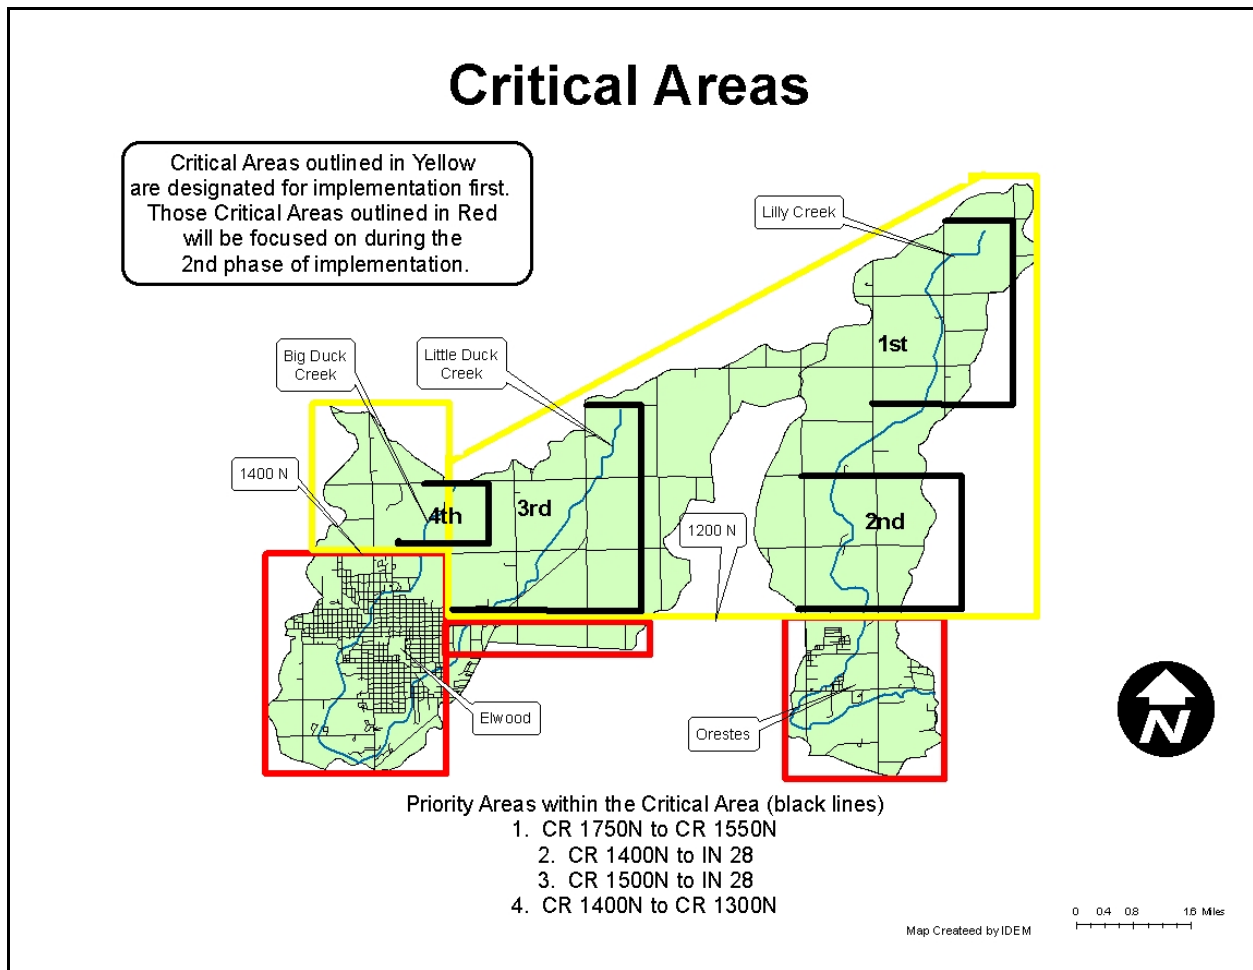 Critical Areas
Critical Areas outlined in Yellow
are designated for implementation first.
Those Critical Areas outlined in Red
will be focused on during the
2nd phase of implementation.
Lilly Creek
1st
Big Duck
Creek
Little Duck
Creek
1400 N
4th
3rd
1200 N
2nd
Elwood
Orestes
N
Priority Areas within the Critical Area (black lines)
1. CR 1750N to CR 1550N
2. CR 1400N to IN 28
3. CR 1500N to IN 28
4. CR 1400N to CR 1300N
Map Createed by IDEM
0 0.4 0.8 1.6 Miles